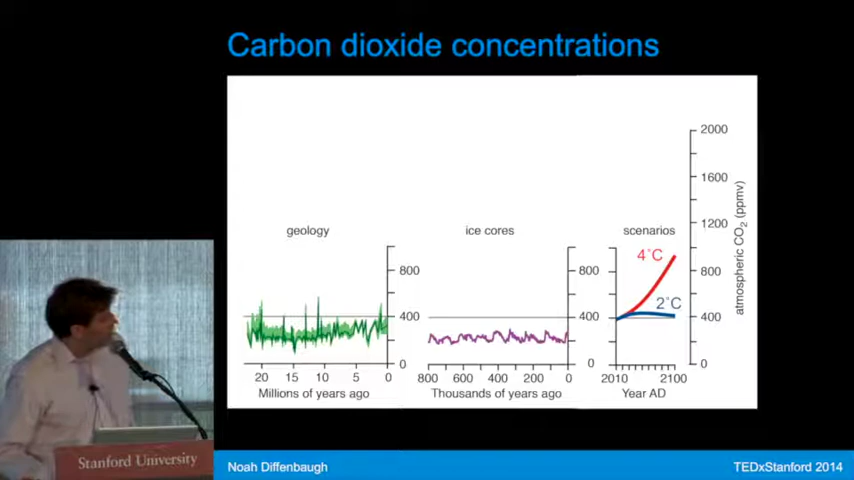 Carbon dioxide concentrations
geology
ice cores
scenarios
2000
1600
1200
800
400
0
atmospheric CO2 (ppmv)
800
400
0
800
400
0
4°C
2°C
20 15 10 5 0
Millions of years ago
800 600 400 200 0
Thousands of years ago
2010 2100
Year AD
Stanford University
Noah Diffenbaugh
TEDxStanford 2014